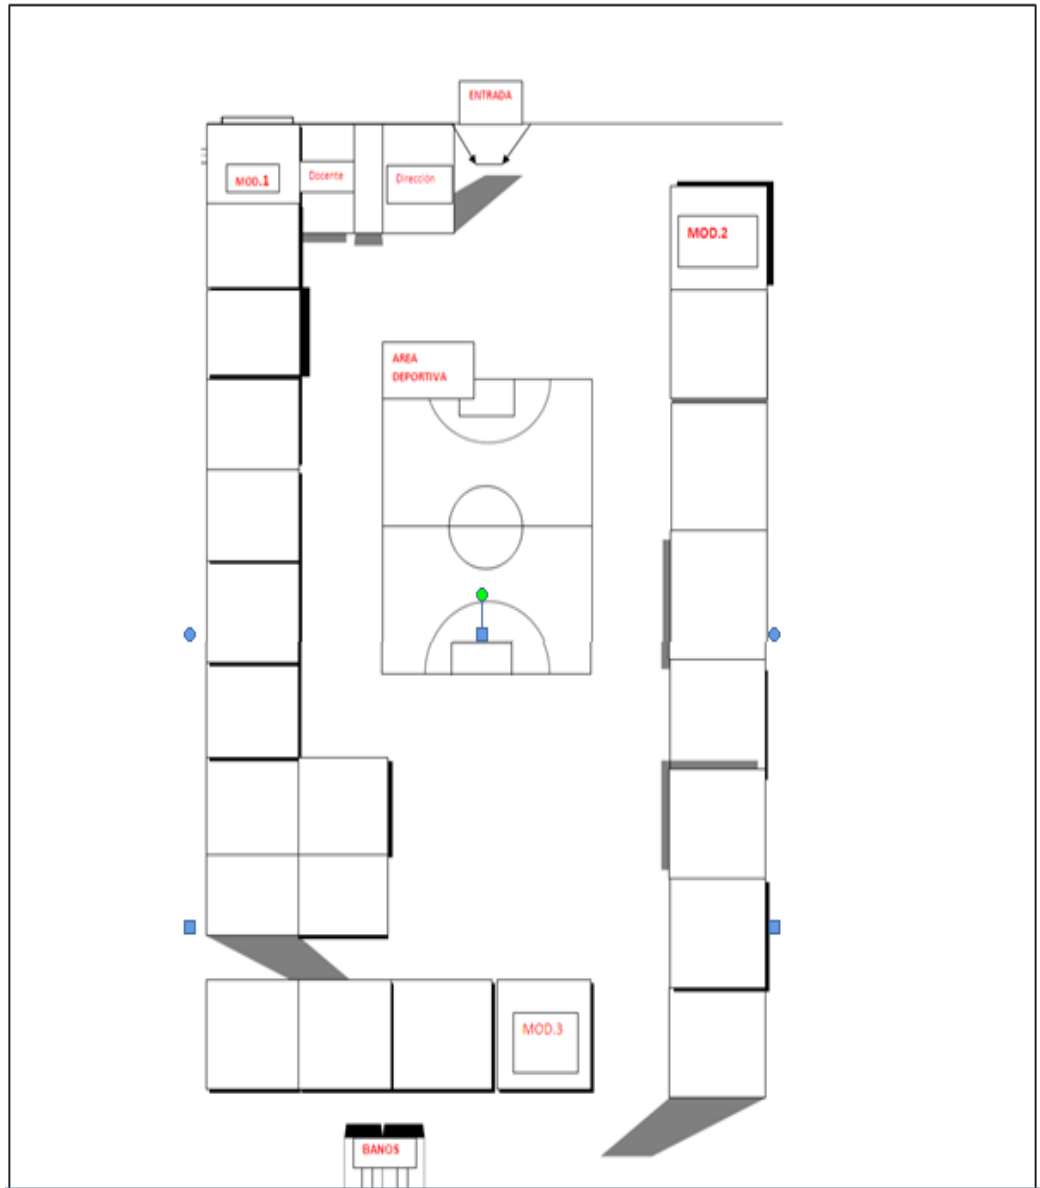 ENTRADA
MOD.1
Docente
Dirección
MOD.2
AREA
DEPORTIVA
MOD.3
BANOS